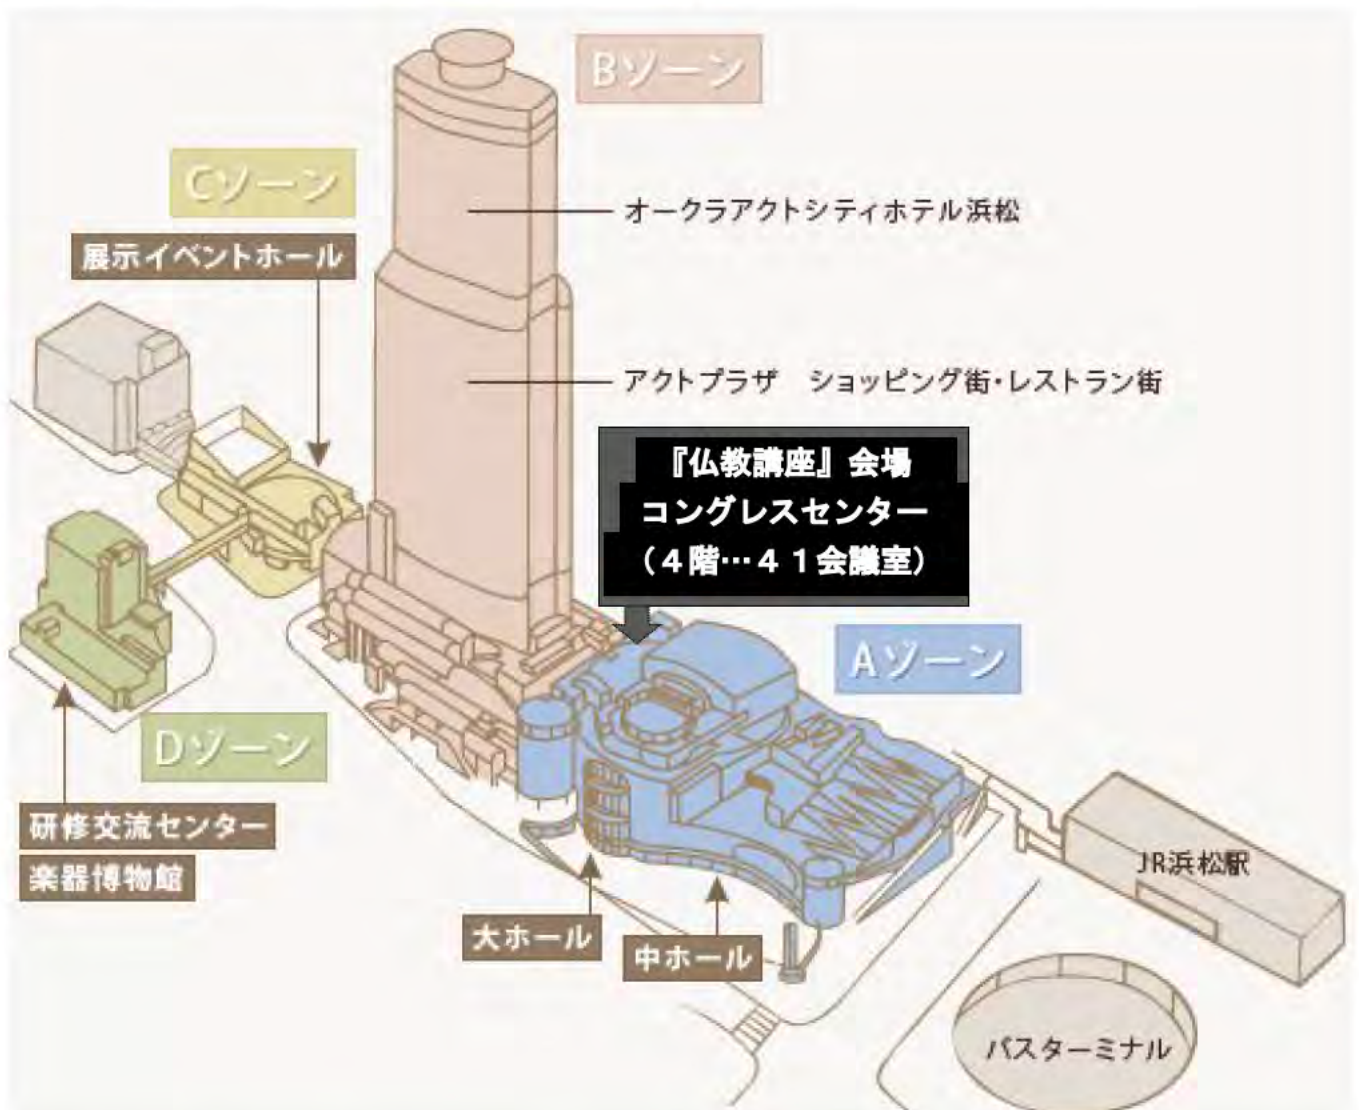 Bゾーン
Cゾーン
オークラアクトシティホテル浜松
展示イベントホール
アクトプラザ　ショッピング街・レストラン街
『仏教講座』会場
コングレスセンター
（４階…４１会議室）
Aゾーン
Dゾーン
研修交流センター
楽器博物館
JR浜松駅
大ホール
中ホール
バスターミナル